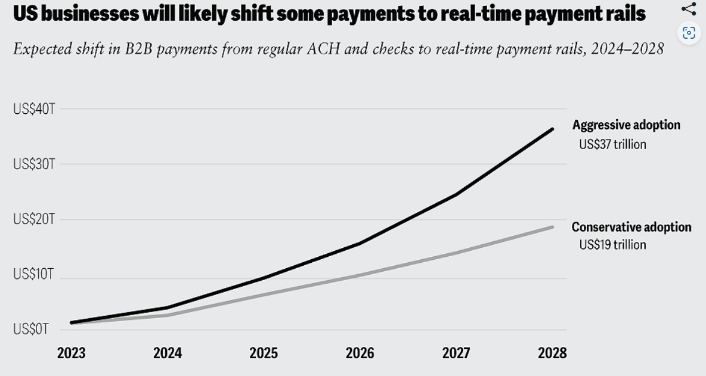 US businesses will likely shift some payments to real-time payment rails
Expected shift in B2B payments from regular ACH and checks to real-time payment rails, 2024–2028
US$40T
Aggressive adoption
US$37 trillion
US$30T
US$20T
Conservative adoption
US$19 trillion
US$10T
US$0T
2023 2024 2025 2026 2027 2028